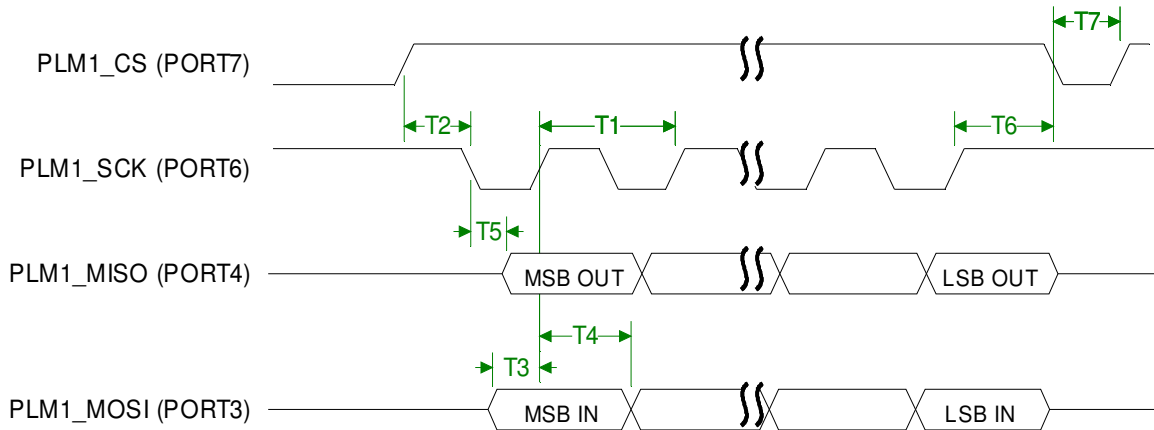 T7
PLM1_CS (PORT7)
T2
T1
T6
PLM1_SCK (PORT6)
T5
PLM1_MISO (PORT4)
MSB OUT
LSB OUT
T4
T3
PLM1_MOSI (PORT3)
MSB IN
LSB IN